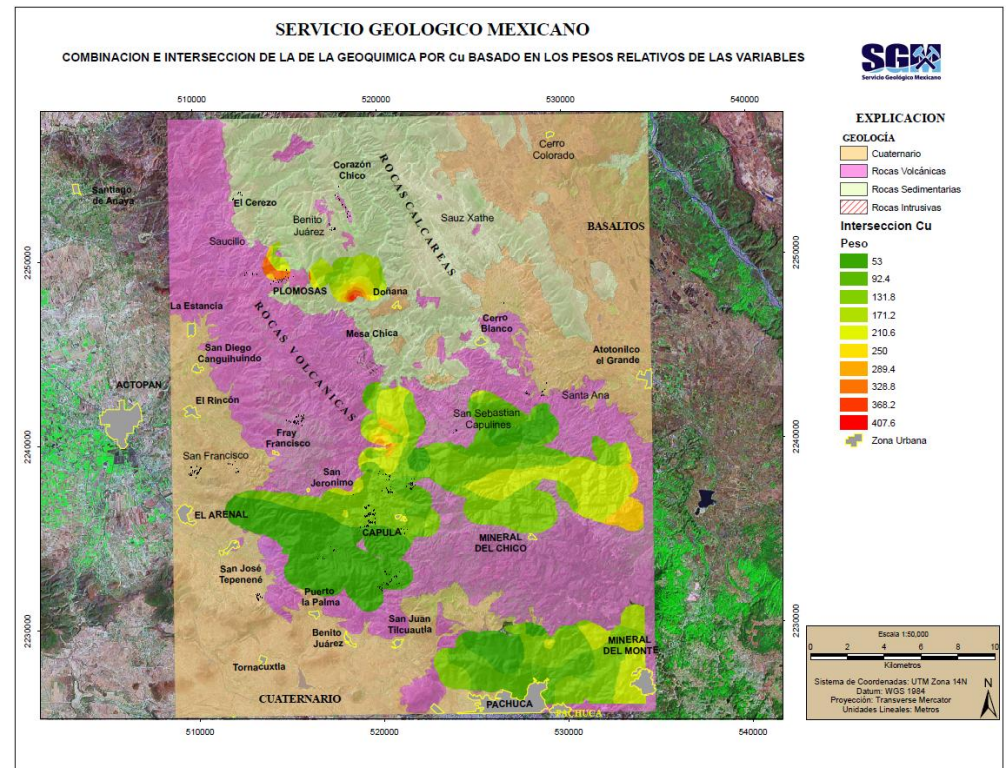 SERVICIO GEOLOGICO MEXICANO
COMBINACION E INTERSECCION DE LA DE LA GEOQUIMICA POR Cu BASADO EN LOS PESOS RELATIVOS DE LAS VARIABLES
SGM
Servicio Geológico Mexicano
510000
520000
530000
540000
EXPLICACION
GEOLOGÍA
Cuaternario
Rocas Volcánicas
Rocas Sedimentarias
Rocas Intrusivas
Interseccion Cu
Peso
53
92.4
131.8
171.2
210.6
250
289.4
328.8
368.2
407.6
Zona Urbana
Cerro
Colorado
Corazón
Chico
ROCAS CALCAREAS
Santiago
de Anaya
El Cerezo
Benito
Juárez
Sauz Xathe
BASALTOS
Saucillo
2250000
2250000
PLOMOSAS
Doñana
La Estancia
ROCAS VOLCANICAS
Mesa Chica
Cerro
Blanco
San Diego
Canguihuindo
Atotonilco
el Grande
ACTOPAN
El Rincón
Santa Ana
San Sebastian
Capulines
Fray
Francisco
2240000
2240000
San Francisco
San
Jeronimo
EL ARENAL
CAPULA
MINERAL
DEL CHICO
San José
Tepenené
Puerto
la Palma
San Juan
Tilcuautla
2230000
2230000
Benito
Juárez
MINERAL
DEL MONTE
Tornacuxtla
CUATERNARIO
PACHUCA
PACHUCA
510000
520000
530000
540000
Escala 1:50,000
0 2 4 6 8 10
Kilometros
Sistema de Coordenadas: UTM Zona 14N
Datum: WGS 1984
Proyección: Transverse Mercator
Unidades Lineales: Metros
N